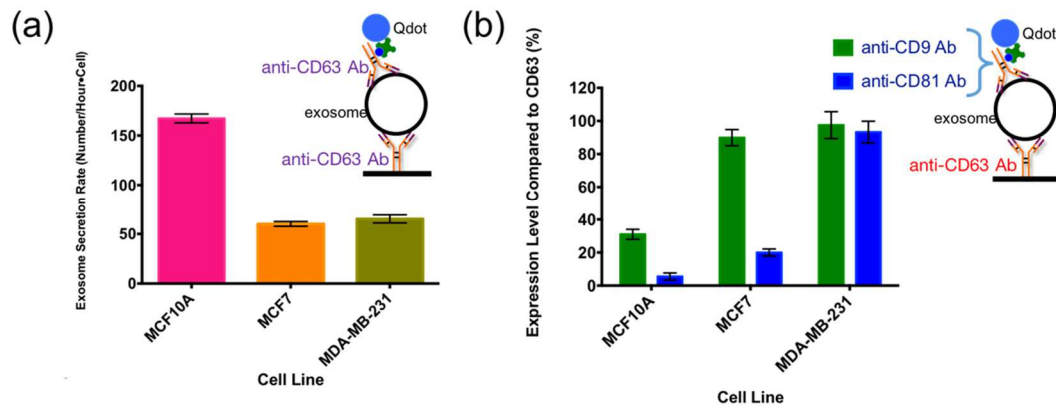 (a)
Qdot
anti-CD63 Ab
exosome
anti-CD63 Ab
Exosome Secretion Rate (Number/Hour•Cell)
200
150
100
50
0
MCF10A
MCF7
MDA-MB-231
Cell Line
(b)
Qdot
anti-CD9 Ab
anti-CD81 Ab
exosome
anti-CD63 Ab
Expression Level Compared to CD63 (%)
120
100
80
60
40
20
0
MCF10A
MCF7
MDA-MB-231
Cell Line